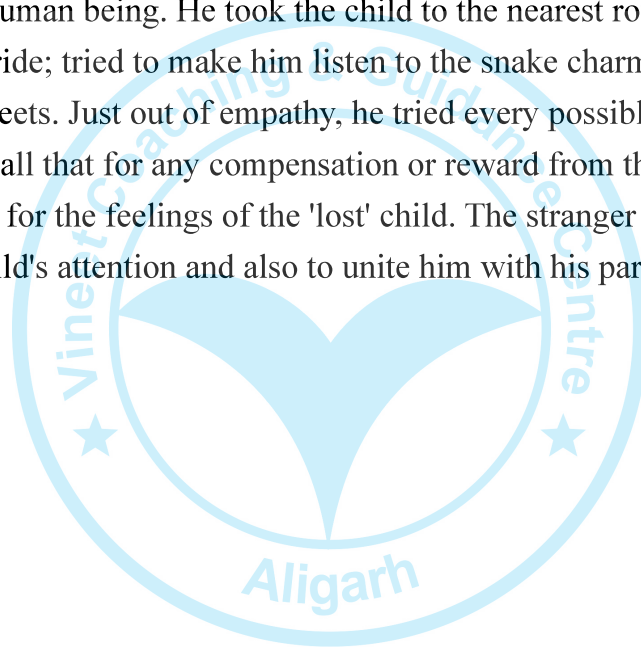 uman being. He took the child to the nearest ro
ride; tried to make him listen to the snake charm
eets. Just out of empathy, he tried every possibl
all that for any compensation or reward from th
for the feelings of the 'lost' child. The stranger
ld's attention and also to unite him with his par
Vinest Coaching & Guidance Centre
Aligarh